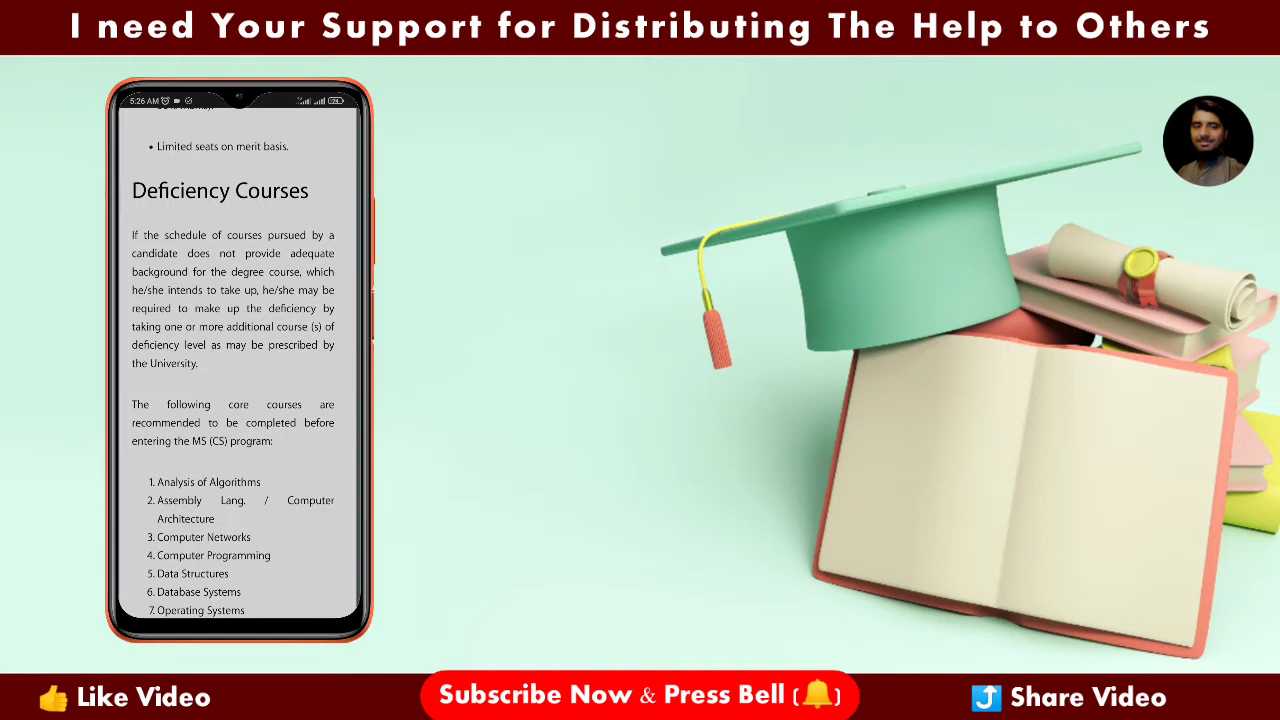 I need Your Support for Distributing The Help to Others
5:26 AM
• Limited seats on merit basis.
Deficiency Courses
If the schedule of courses pursued by a
candidate does not provide adequate
background for the degree course, which
he/she intends to take up, he/she may be
required to make up the deficiency by
taking one or more additional course (s) of
deficiency level as may be prescribed by
the University.
The following core courses are
recommended to be completed before
entering the MS (CS) program:
1. Analysis of Algorithms
2. Assembly Lang. / Computer
Architecture
3. Computer Networks
4. Computer Programming
5. Data Structures
6. Database Systems
7. Operating Systems
Like Video
Subscribe Now & Press Bell (🔔)
Share Video